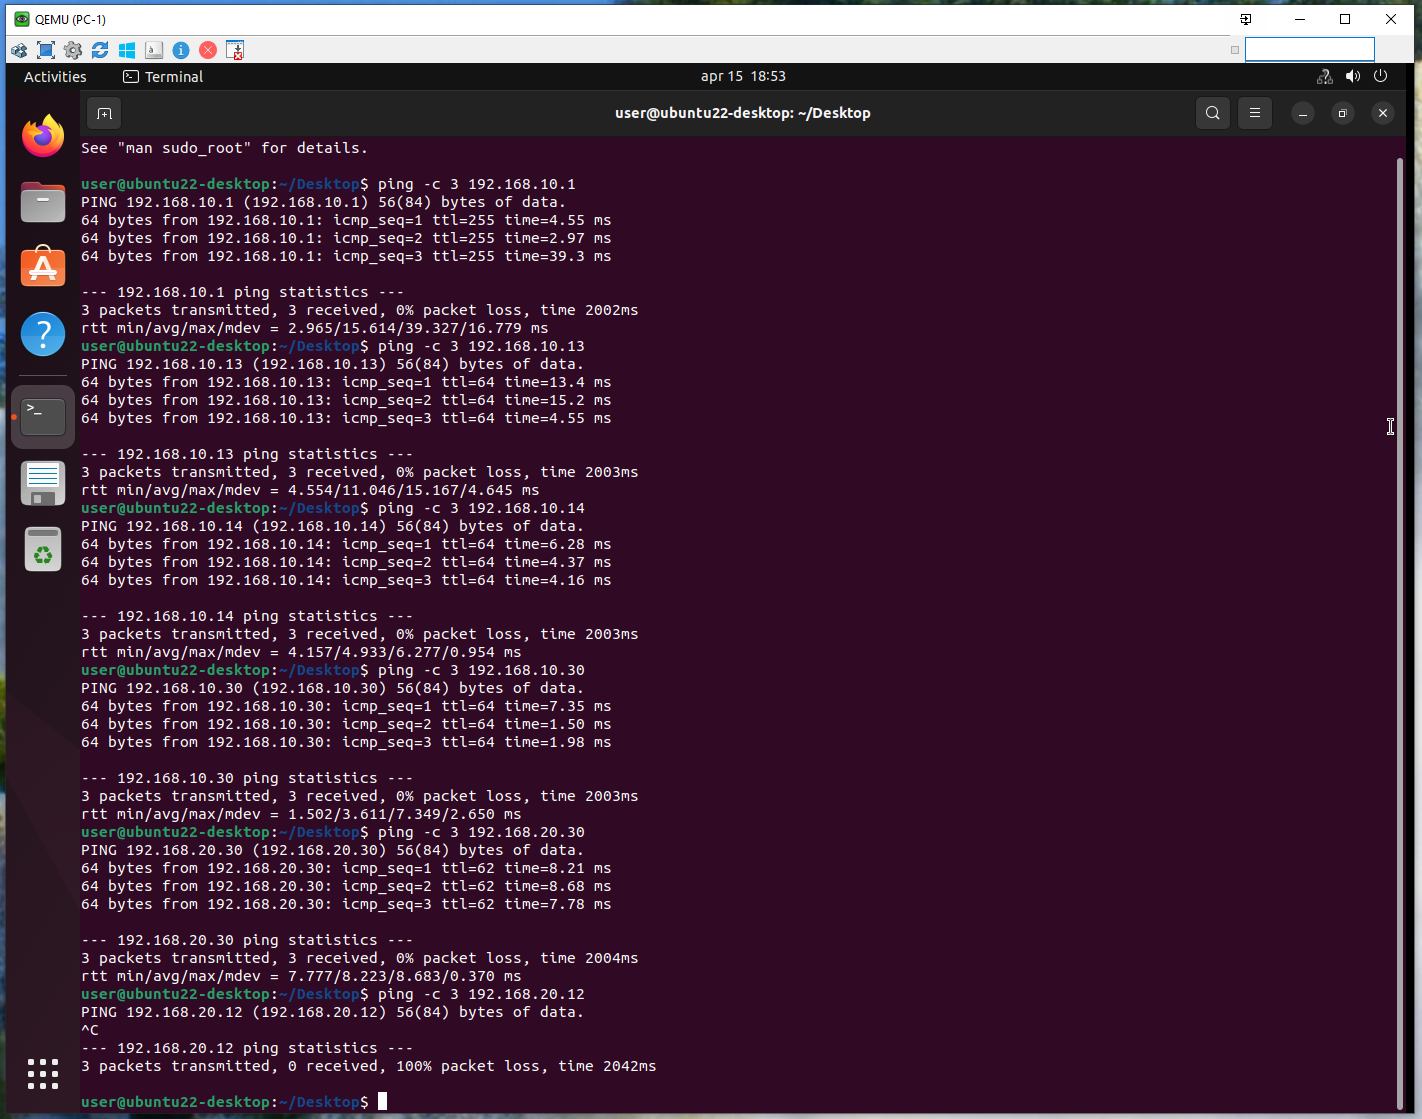 QEMU (PC-1)
Activities
Terminal
apr 15 18:53
user@ubuntu22-desktop: ~/Desktop
See "man sudo_root" for details.
user@ubuntu22-desktop:~/Desktop$ ping -c 3 192.168.10.1
PING 192.168.10.1 (192.168.10.1) 56(84) bytes of data.
64 bytes from 192.168.10.1: icmp_seq=1 ttl=255 time=4.55 ms
64 bytes from 192.168.10.1: icmp_seq=2 ttl=255 time=2.97 ms
64 bytes from 192.168.10.1: icmp_seq=3 ttl=255 time=39.3 ms
--- 192.168.10.1 ping statistics ---
3 packets transmitted, 3 received, 0% packet loss, time 2002ms
rtt min/avg/max/mdev = 2.965/15.614/39.327/16.779 ms
user@ubuntu22-desktop:~/Desktop$ ping -c 3 192.168.10.13
PING 192.168.10.13 (192.168.10.13) 56(84) bytes of data.
64 bytes from 192.168.10.13: icmp_seq=1 ttl=64 time=13.4 ms
64 bytes from 192.168.10.13: icmp_seq=2 ttl=64 time=15.2 ms
64 bytes from 192.168.10.13: icmp_seq=3 ttl=64 time=4.55 ms
--- 192.168.10.13 ping statistics ---
3 packets transmitted, 3 received, 0% packet loss, time 2003ms
rtt min/avg/max/mdev = 4.554/11.046/15.167/4.645 ms
user@ubuntu22-desktop:~/Desktop$ ping -c 3 192.168.10.14
PING 192.168.10.14 (192.168.10.14) 56(84) bytes of data.
64 bytes from 192.168.10.14: icmp_seq=1 ttl=64 time=6.28 ms
64 bytes from 192.168.10.14: icmp_seq=2 ttl=64 time=4.37 ms
64 bytes from 192.168.10.14: icmp_seq=3 ttl=64 time=4.16 ms
--- 192.168.10.14 ping statistics ---
3 packets transmitted, 3 received, 0% packet loss, time 2003ms
rtt min/avg/max/mdev = 4.157/4.933/6.277/0.954 ms
user@ubuntu22-desktop:~/Desktop$ ping -c 3 192.168.10.30
PING 192.168.10.30 (192.168.10.30) 56(84) bytes of data.
64 bytes from 192.168.10.30: icmp_seq=1 ttl=64 time=7.35 ms
64 bytes from 192.168.10.30: icmp_seq=2 ttl=64 time=1.50 ms
64 bytes from 192.168.10.30: icmp_seq=3 ttl=64 time=1.98 ms
--- 192.168.10.30 ping statistics ---
3 packets transmitted, 3 received, 0% packet loss, time 2003ms
rtt min/avg/max/mdev = 1.502/3.611/7.349/2.650 ms
user@ubuntu22-desktop:~/Desktop$ ping -c 3 192.168.20.30
PING 192.168.20.30 (192.168.20.30) 56(84) bytes of data.
64 bytes from 192.168.20.30: icmp_seq=1 ttl=62 time=8.21 ms
64 bytes from 192.168.20.30: icmp_seq=2 ttl=62 time=8.68 ms
64 bytes from 192.168.20.30: icmp_seq=3 ttl=62 time=7.78 ms
--- 192.168.20.30 ping statistics ---
3 packets transmitted, 3 received, 0% packet loss, time 2004ms
rtt min/avg/max/mdev = 7.777/8.223/8.683/0.370 ms
user@ubuntu22-desktop:~/Desktop$ ping -c 3 192.168.20.12
PING 192.168.20.12 (192.168.20.12) 56(84) bytes of data.
^C
--- 192.168.20.12 ping statistics ---
3 packets transmitted, 0 received, 100% packet loss, time 2042ms
user@ubuntu22-desktop:~/Desktop$